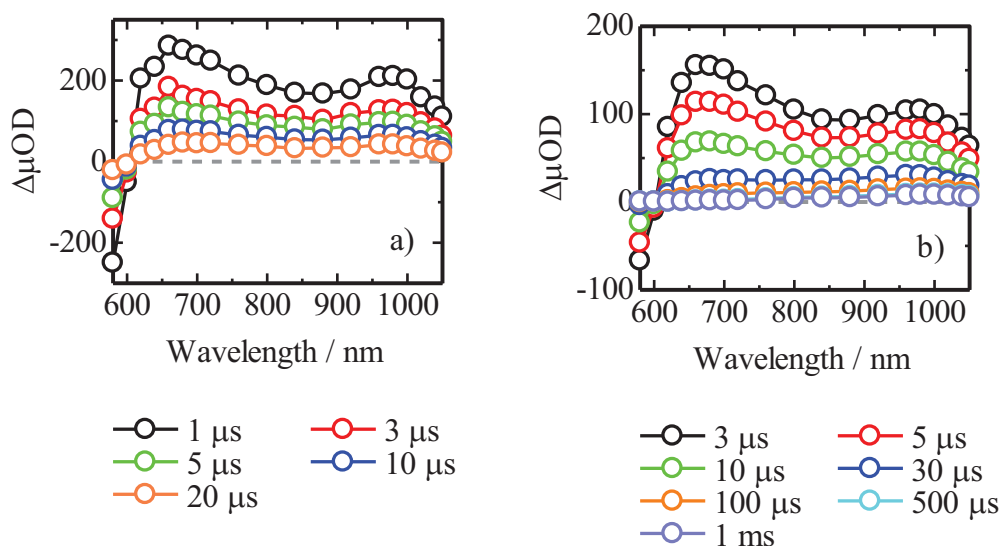 200
0
-200
ΔμOD
600 700 800 900 1000
Wavelength / nm
a)
1 μs 3 μs
5 μs 10 μs
20 μs
200
100
0
-100
ΔμOD
600 700 800 900 1000
Wavelength / nm
b)
3 μs 5 μs
10 μs 30 μs
100 μs 500 μs
1 ms